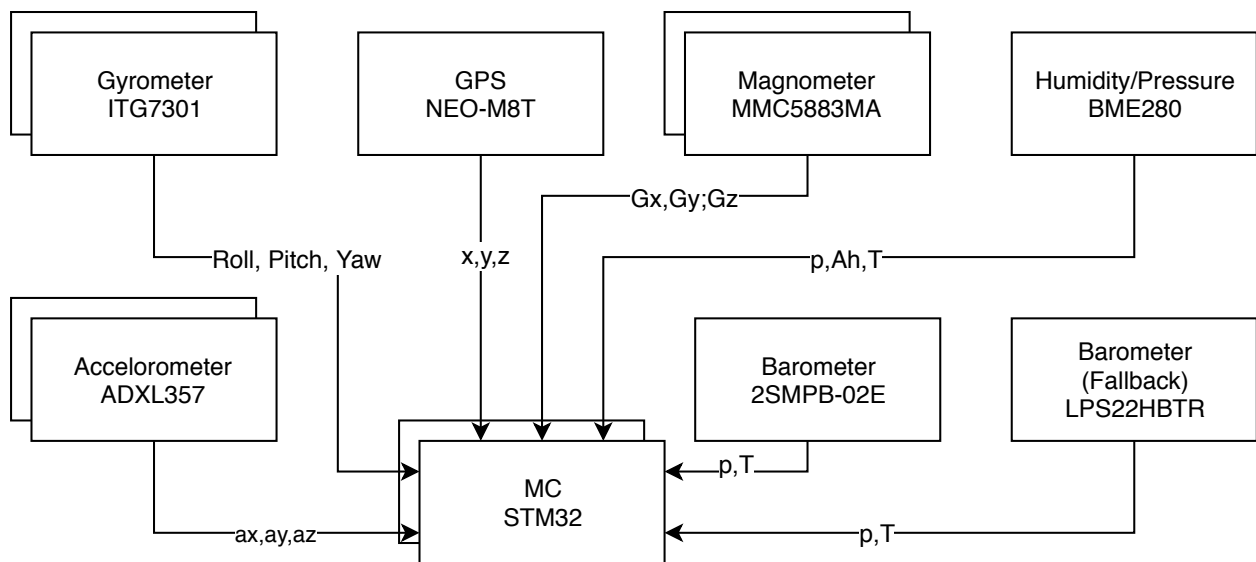 Gyrometer
ITG7301
GPS
NEO-M8T
Magnometer
MMC5883MA
Humidity/Pressure
BME280
Gx,Gy;Gz
Roll, Pitch, Yaw
x,y,z
p,Ah,T
Accelorometer
ADXL357
Barometer
2SMPB-02E
Barometer
(Fallback)
LPS22HBTR
p,T
MC
STM32
ax,ay,az
p,T